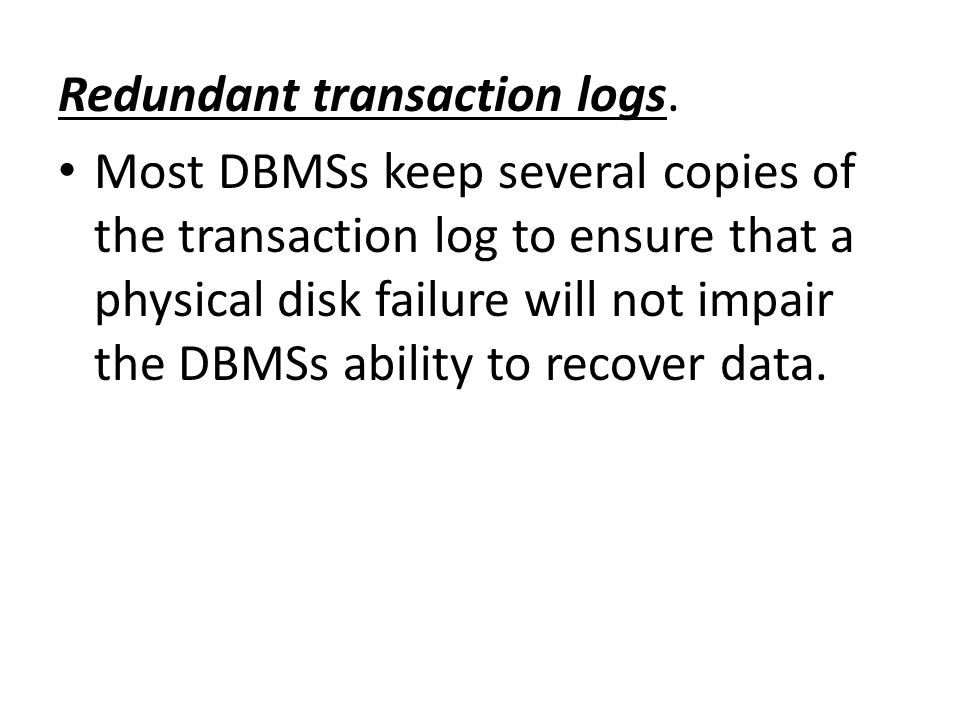 Redundant transaction logs.
• Most DBMSs keep several copies of
the transaction log to ensure that a
physical disk failure will not impair
the DBMSs ability to recover data.